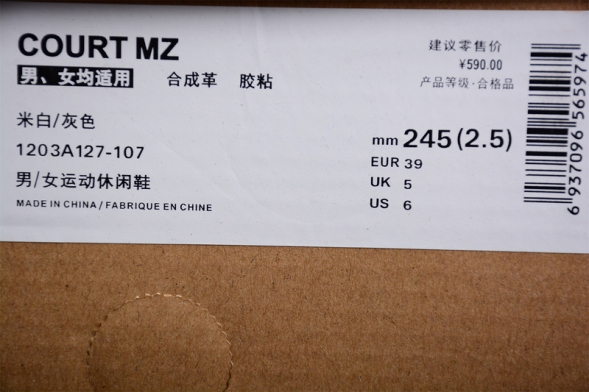 COURT MZ
男、女均适用 合成革 胶粘
米白/灰色
1203A127-107
男/女运动休闲鞋
MADE IN CHINA / FABRIQUE EN CHINE
建议零售价
¥590.00
产品等级·合格品
mm 245(2.5)
EUR 39
UK 5
US 6
6 937096 565974